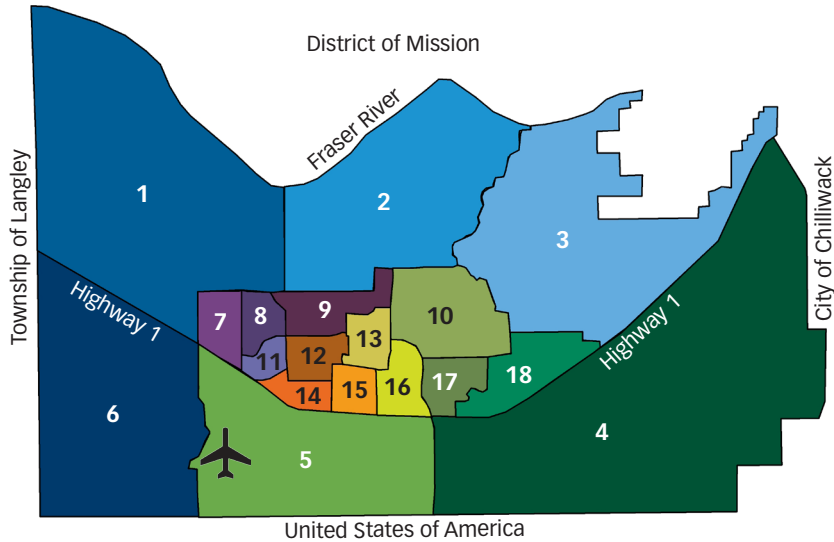 District of Mission
Fraser River
Township of Langley
City of Chilliwack
1
2
3
Highway 1
7
8
9
10
13
11
12
Highway 1
18
14
15
16
17
6
4
5
United States of America